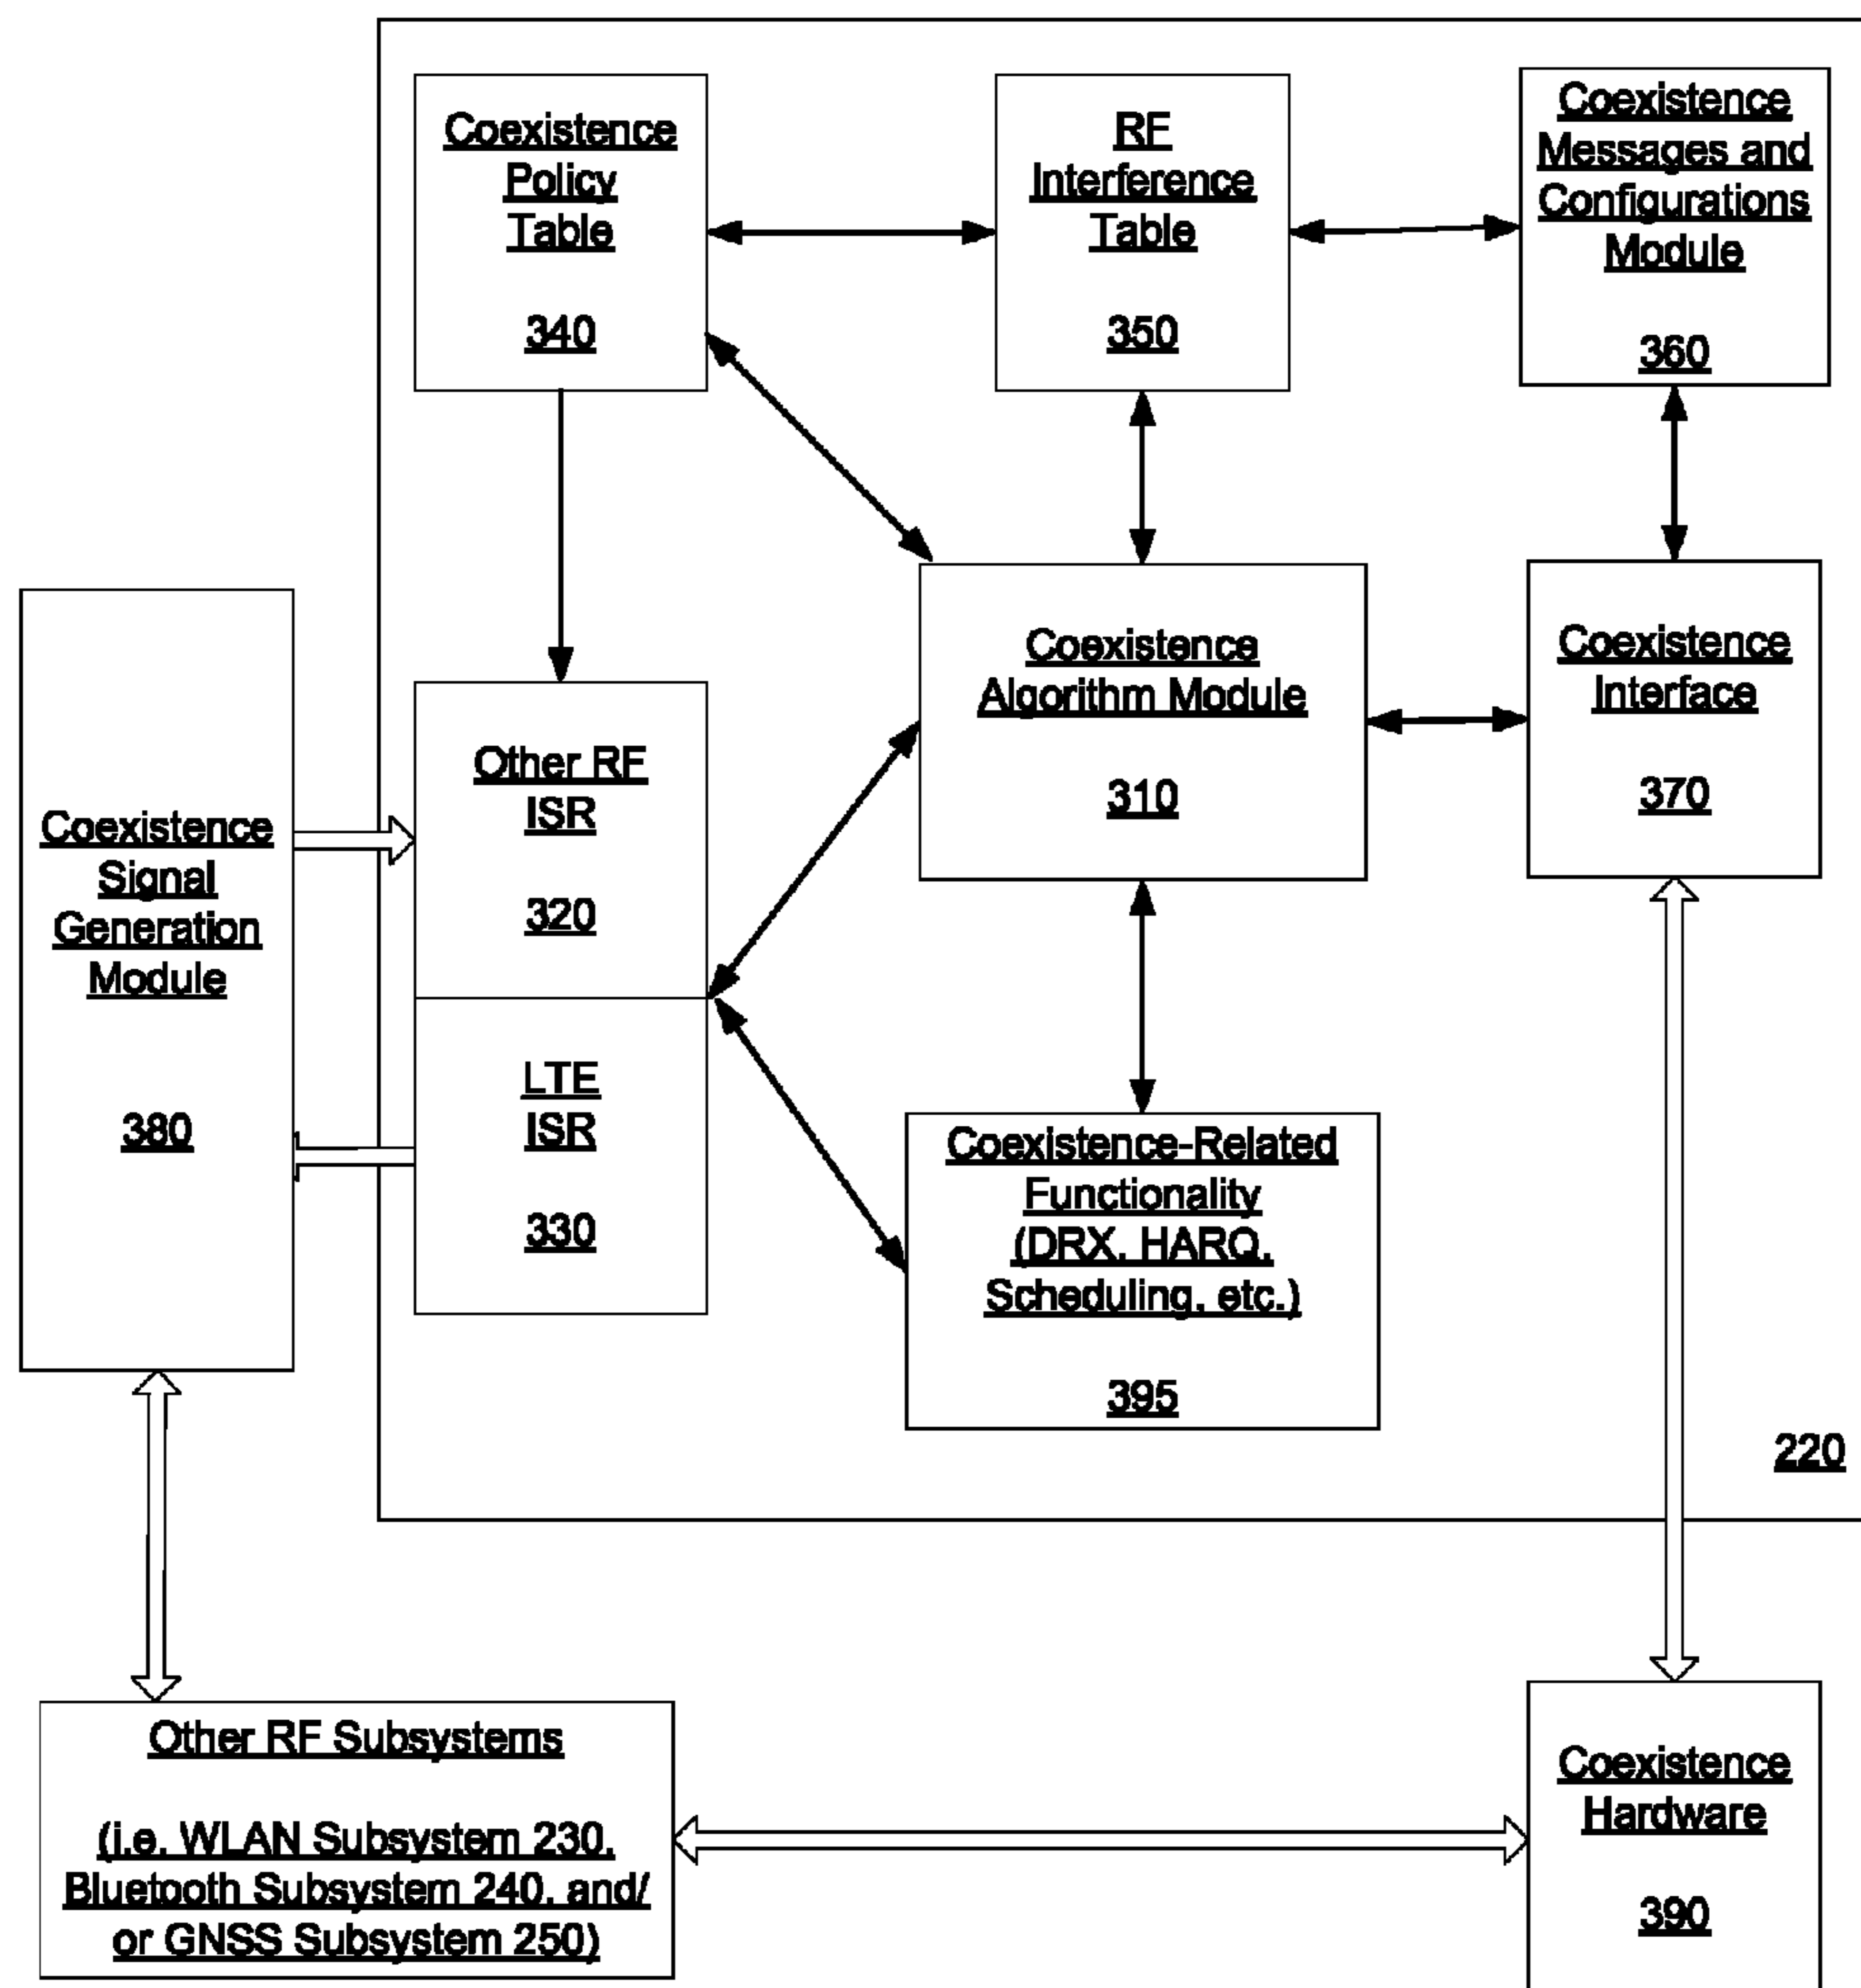 Coexistence
Policy
Table
340
RF
Interference
Table
350
Coexistence
Messages and
Configurations
Module
360
Coexistence
Signal
Generation
Module
380
Other RF
ISR
320
LTE
ISR
330
Coexistence
Algorithm Module
310
Coexistence
Interface
370
Coexistence-Related
Functionality
(DRX, HARQ,
Scheduling, etc.)
395
220
Other RF Subsystems
(i.e. WLAN Subsystem 230,
Bluetooth Subsystem 240, and/
or GNSS Subsystem 250)
Coexistence
Hardware
390